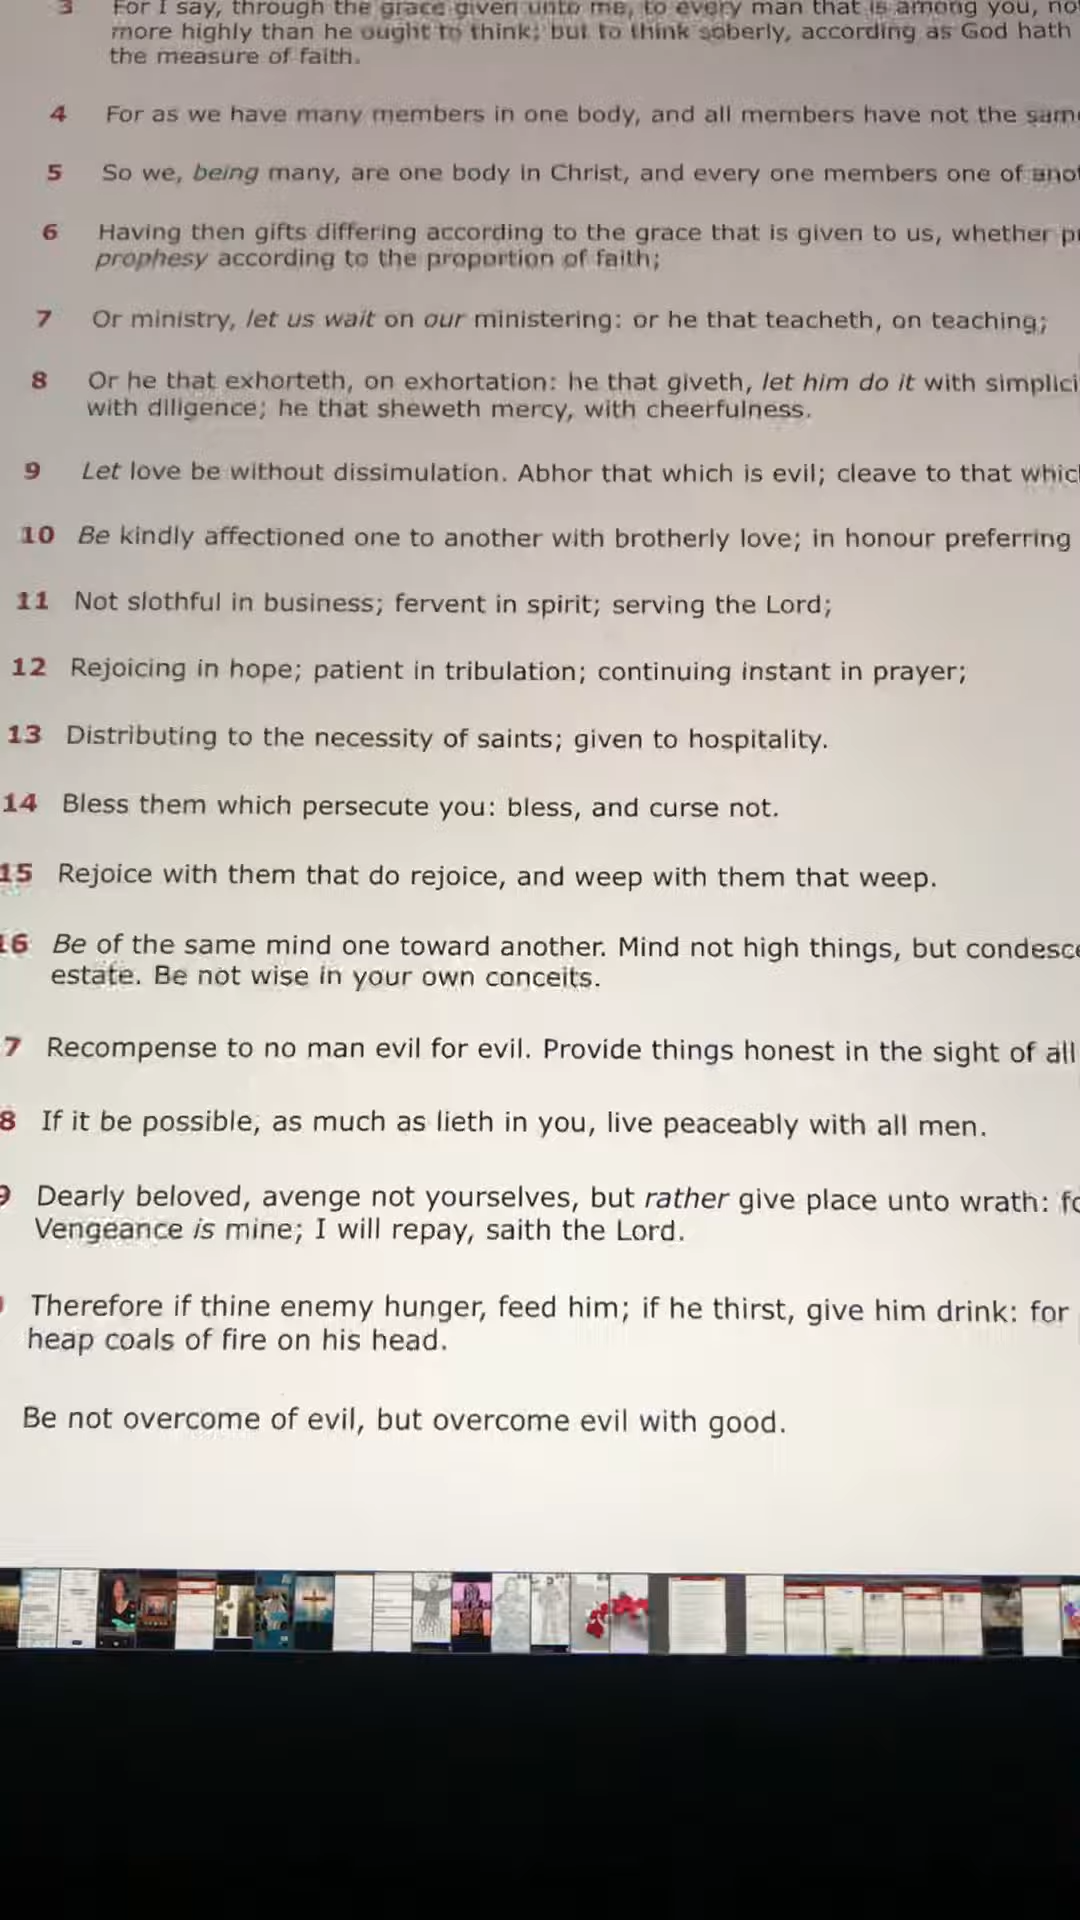 3 For I say, through the grace given unto me, to every man that is among you,
more highly than he ought to think; but to think soberly, according as God hath
the measure of faith.
4 For as we have many members in one body, and all members have not the
5 So we, being many, are one body in Christ, and every one members one of
6 Having then gifts differing according to the grace that is given to us, whether
prophesy according to the proportion of faith;
7 Or ministry, let us wait on our ministering: or he that teacheth, on teaching;
8 Or he that exhorteth, on exhortation: he that giveth, let him do it with
with diligence; he that sheweth mercy, with cheerfulness.
9 Let love be without dissimulation. Abhor that which is evil; cleave to that
10 Be kindly affectioned one to another with brotherly love; in honour preferring
11 Not slothful in business; fervent in spirit; serving the Lord;
12 Rejoicing in hope; patient in tribulation; continuing instant in prayer;
13 Distributing to the necessity of saints; given to hospitality.
14 Bless them which persecute you: bless, and curse not.
15 Rejoice with them that do rejoice, and weep with them that weep.
16 Be of the same mind one toward another. Mind not high things, but
estate. Be not wise in your own conceits.
7 Recompense to no man evil for evil. Provide things honest in the sight of all
8 If it be possible, as much as lieth in you, live peaceably with all men.
9 Dearly beloved, avenge not yourselves, but rather give place unto wrath:
Vengeance is mine; I will repay, saith the Lord.
Therefore if thine enemy hunger, feed him; if he thirst, give him drink: for
heap coals of fire on his head.
Be not overcome of evil, but overcome evil with good.